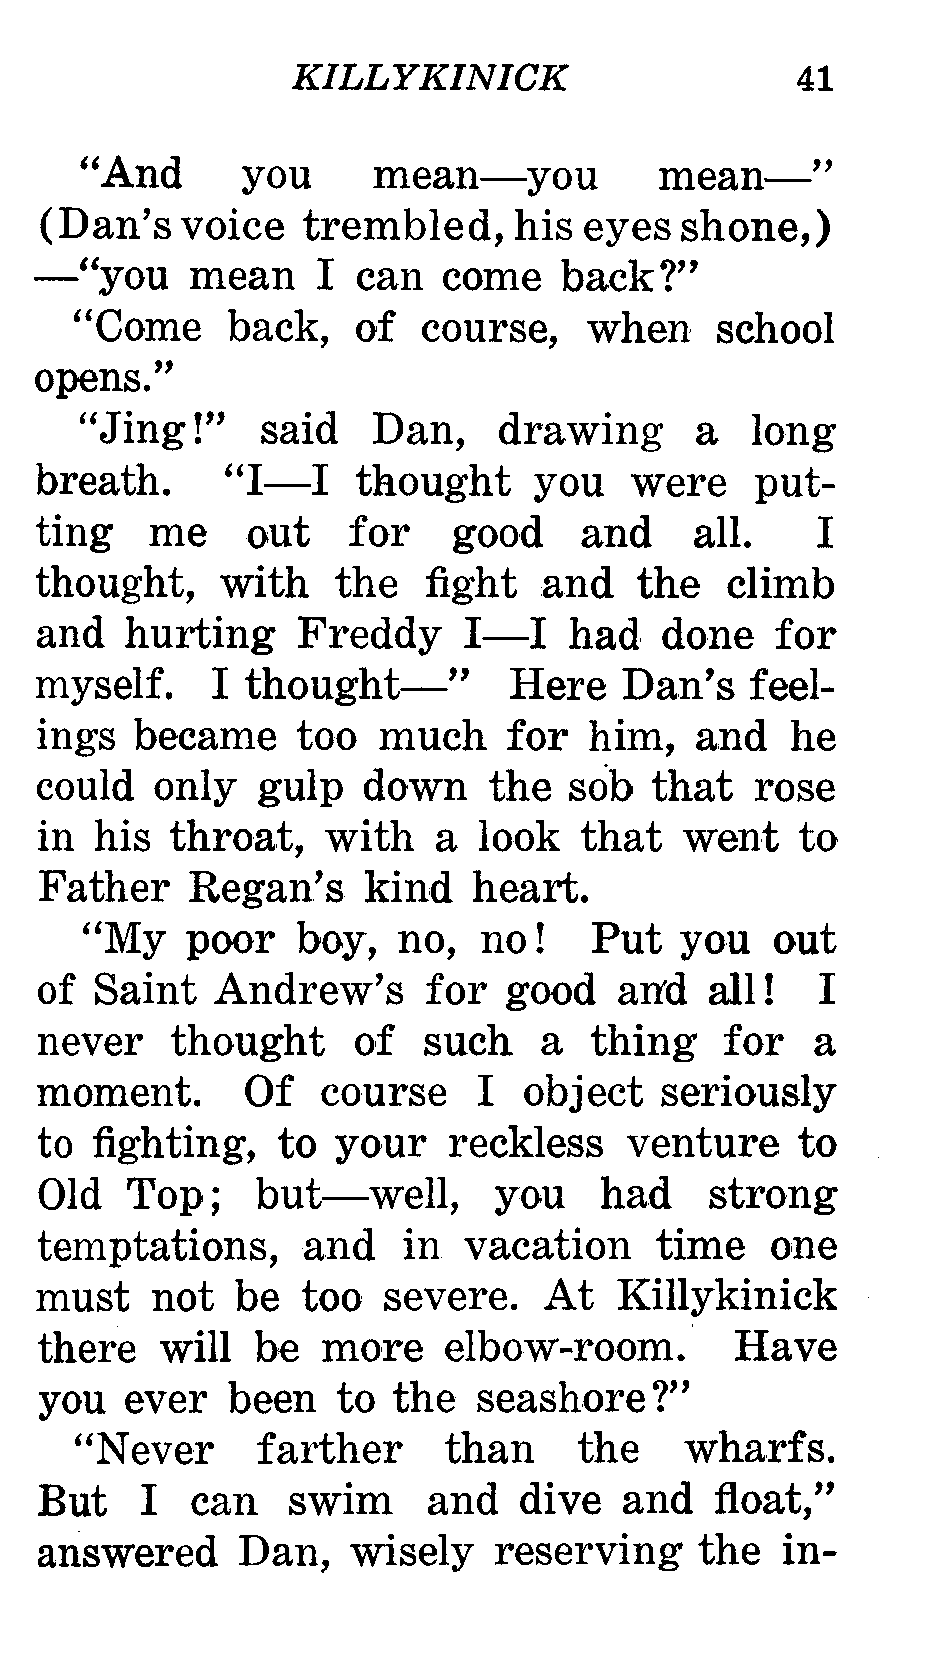 KILLYKINICK 41
“And you mean—you mean—”
(Dan’s voice trembled, his eyes shone,)
—“you mean I can come back?”
“Come back, of course, when school
opens.”
“Jing!” said Dan, drawing a long
breath. “I—I thought you were put-
ting me out for good and all. I
thought, with the fight and the climb
and hurting Freddy I—I had done for
myself. I thought—” Here Dan’s feel-
ings became too much for him, and he
could only gulp down the sob that rose
in his throat, with a look that went to
Father Regan’s kind heart.
“My poor boy, no, no! Put you out
of Saint Andrew’s for good and all! I
never thought of such a thing for a
moment. Of course I object seriously
to fighting, to your reckless venture to
Old Top; but—well, you had strong
temptations, and in vacation time one
must not be too severe. At Killykinick
there will be more elbow-room. Have
you ever been to the seashore?”
“Never farther than the wharfs.
But I can swim and dive and float,”
answered Dan, wisely reserving the in-